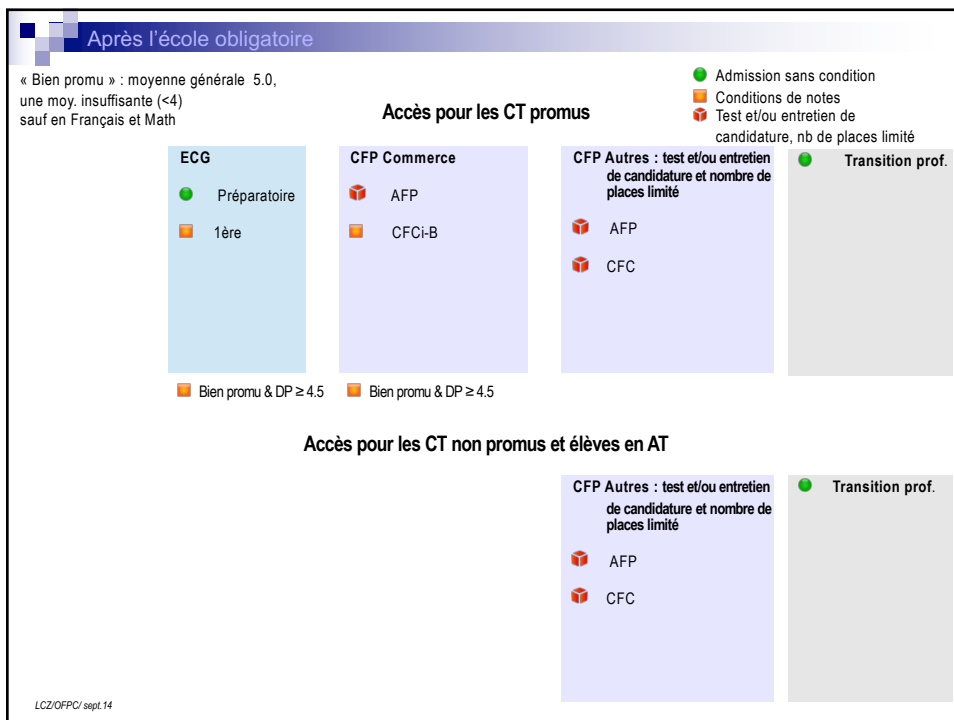 Après l'école obligatoire
« Bien promu » : moyenne générale 5.0,
une moy. insuffisante (<4)
sauf en Français et Math
Admission sans condition
Conditions de notes
Test et/ou entretien de
candidature, nb de places limité
Accès pour les CT promus
ECG
Préparatoire
1ère
CFP Commerce
AFP
CFCi-B
CFP Autres : test et/ou entretien
de candidature et nombre de
places limité
AFP
CFC
Transition prof.
Bien promu & DP ≥ 4.5
Bien promu & DP ≥ 4.5
Accès pour les CT non promus et élèves en AT
CFP Autres : test et/ou entretien
de candidature et nombre de
places limité
AFP
CFC
Transition prof.
LCZ/OFPC/ sept.14